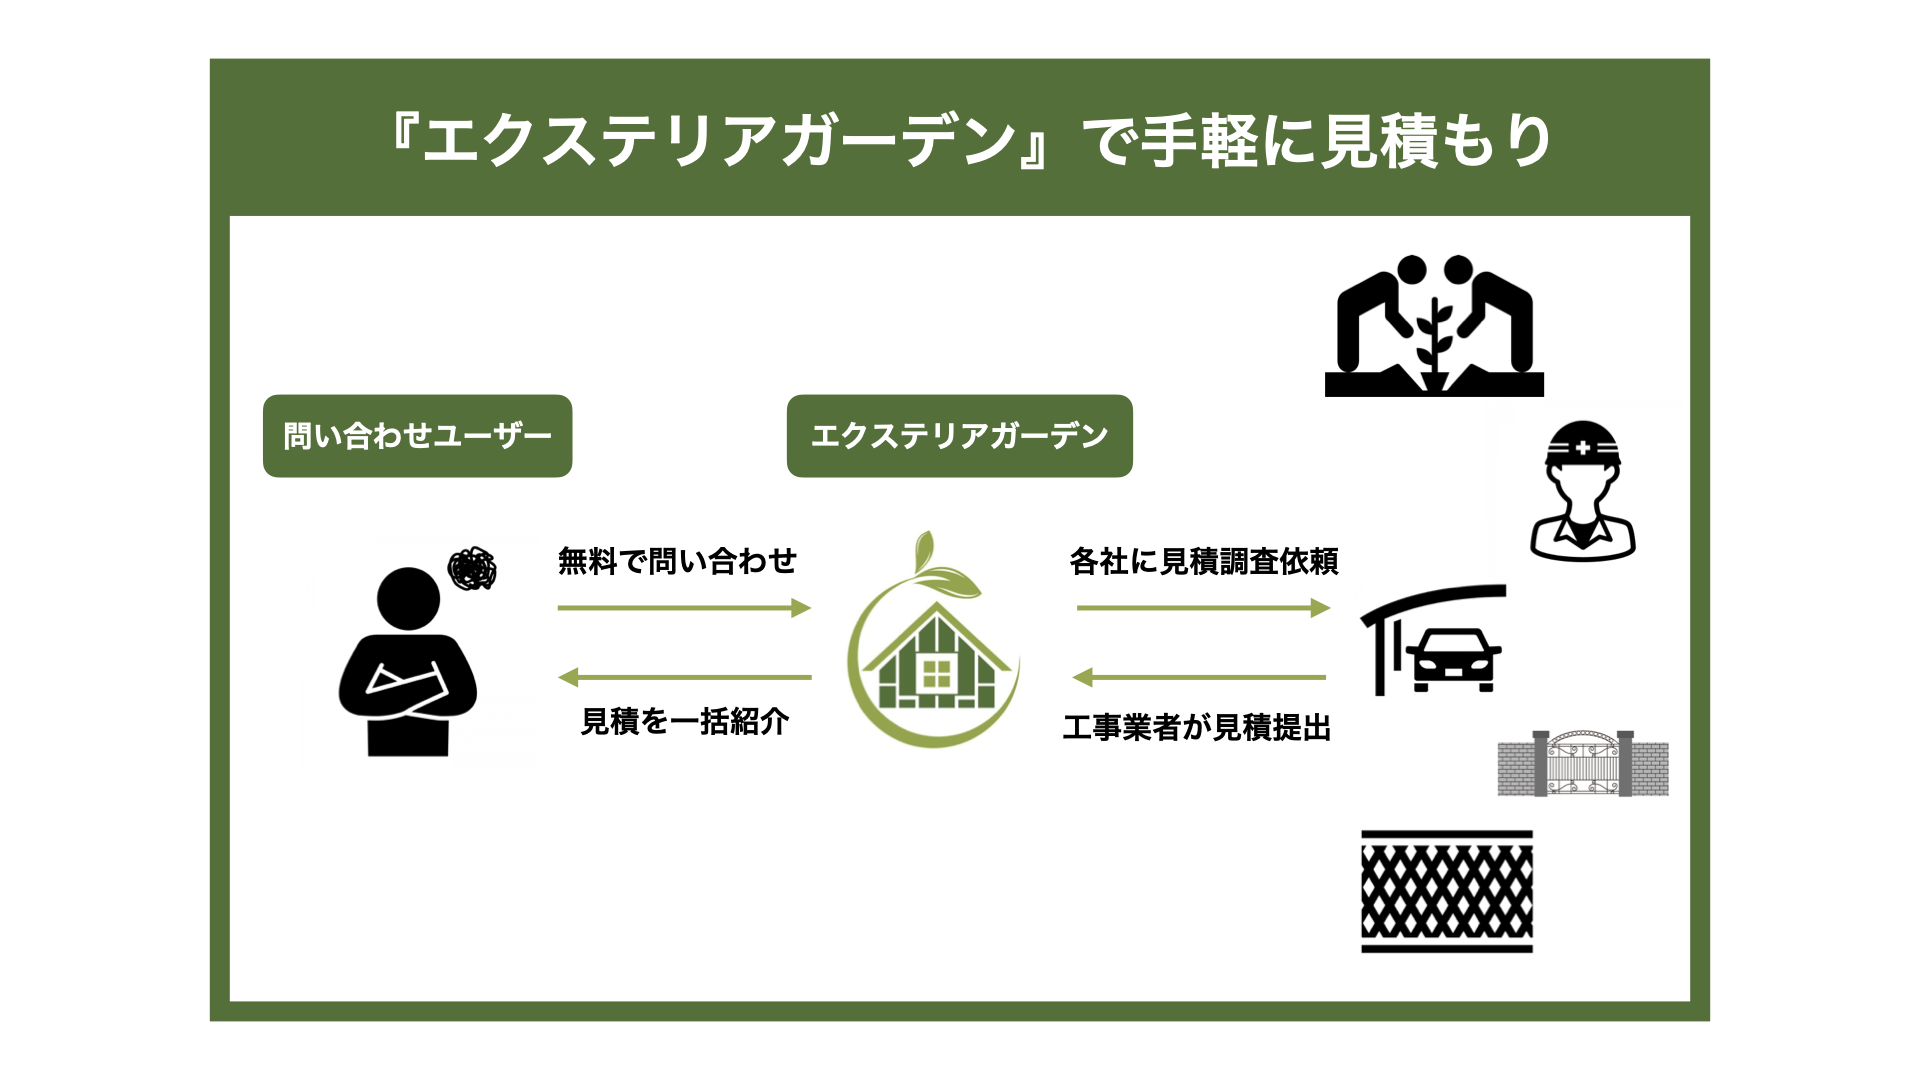 『エクステリアガーデン』で手軽に見積もり
問い合わせユーザー
エクステリアガーデン
無料で問い合わせ
各社に見積調査依頼
見積を一括紹介
工事業者が見積提出